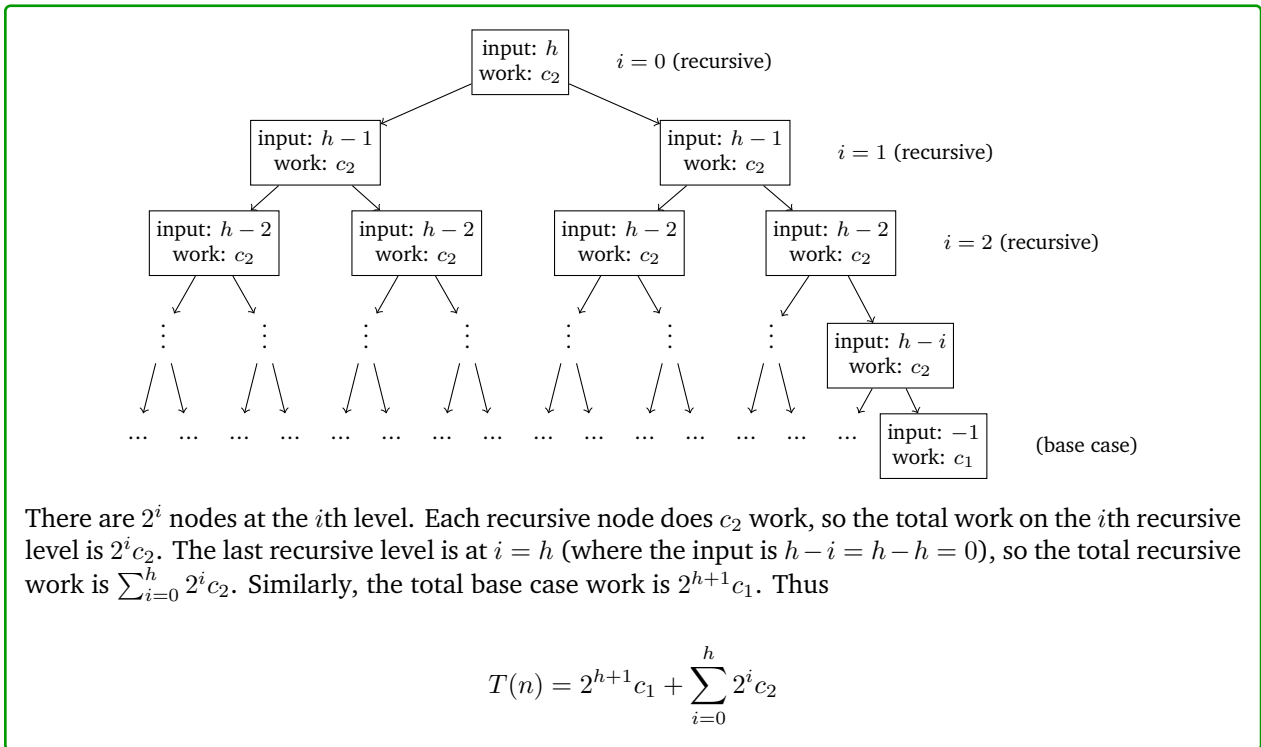 input: h
work: c₂
i = 0 (recursive)
input: h − 1
work: c₂
input: h − 1
work: c₂
i = 1 (recursive)
input: h − 2
work: c₂
input: h − 2
work: c₂
input: h − 2
work: c₂
input: h − 2
work: c₂
i = 2 (recursive)
⋮ ⋮ ⋮ ⋮ ⋮ ⋮ ⋮
input: h − i
work: c₂
... ... ... ... ... ... ... ... ... ... ... ... ... ... ...
input: −1
work: c₁
(base case)
There are 2^i nodes at the ith level. Each recursive node does c₂ work, so the total work on the ith recursive
level is 2^i c₂. The last recursive level is at i = h (where the input is h − i = h − h = 0), so the total recursive
work is ∑_{i=0}^{h} 2^i c₂. Similarly, the total base case work is 2^{h+1} c₁. Thus
T(n) = 2^{h+1} c₁ + ∑_{i=0}^{h} 2^i c₂